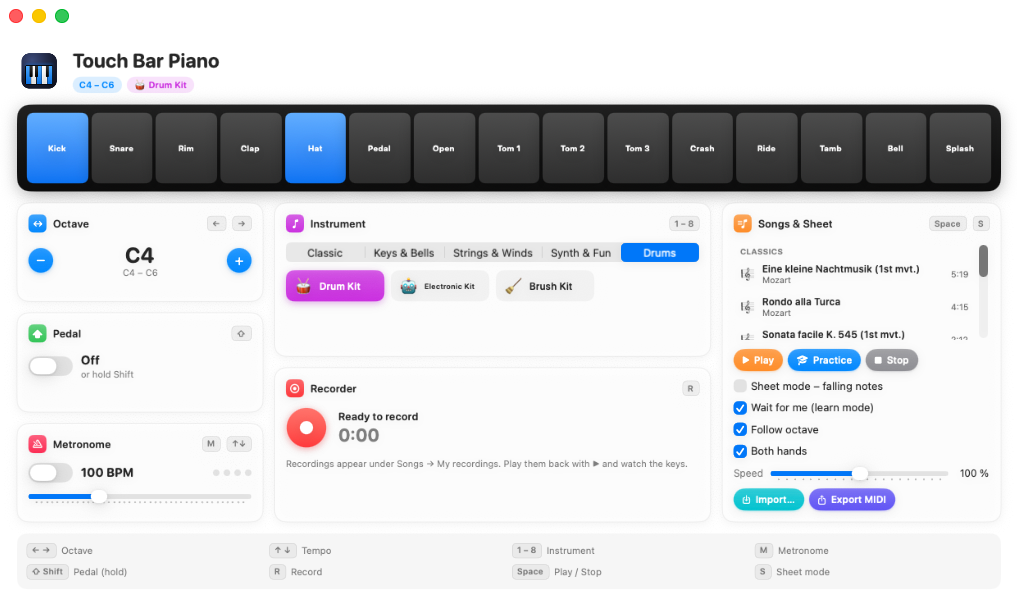 Touch Bar Piano
C4 – C6 Drum Kit
Kick Snare Rim Clap Hat Pedal Open Tom 1 Tom 2 Tom 3 Crash Ride Tamb Bell Splash
Octave ← →
− C4 +
C4 – C6
Pedal
Off
or hold Shift
Metronome M ↑↓
100 BPM
Instrument 1 – 8
Classic Keys & Bells Strings & Winds Synth & Fun Drums
Drum Kit Electronic Kit Brush Kit
Recorder R
Ready to record
0:00
Recordings appear under Songs → My recordings. Play them back with ▶ and watch the keys.
Songs & Sheet Space S
CLASSICS
Eine kleine Nachtmusik (1st mvt.) 5:19
Mozart
Rondo alla Turca 4:15
Mozart
Sonata facile K. 545 (1st mvt.)
Play Practice Stop
Sheet mode – falling notes
Wait for me (learn mode)
Follow octave
Both hands
Speed 100 %
Import... Export MIDI
← → Octave ↑ ↓ Tempo 1 – 8 Instrument M Metronome
⇧ Shift Pedal (hold) R Record Space Play / Stop S Sheet mode